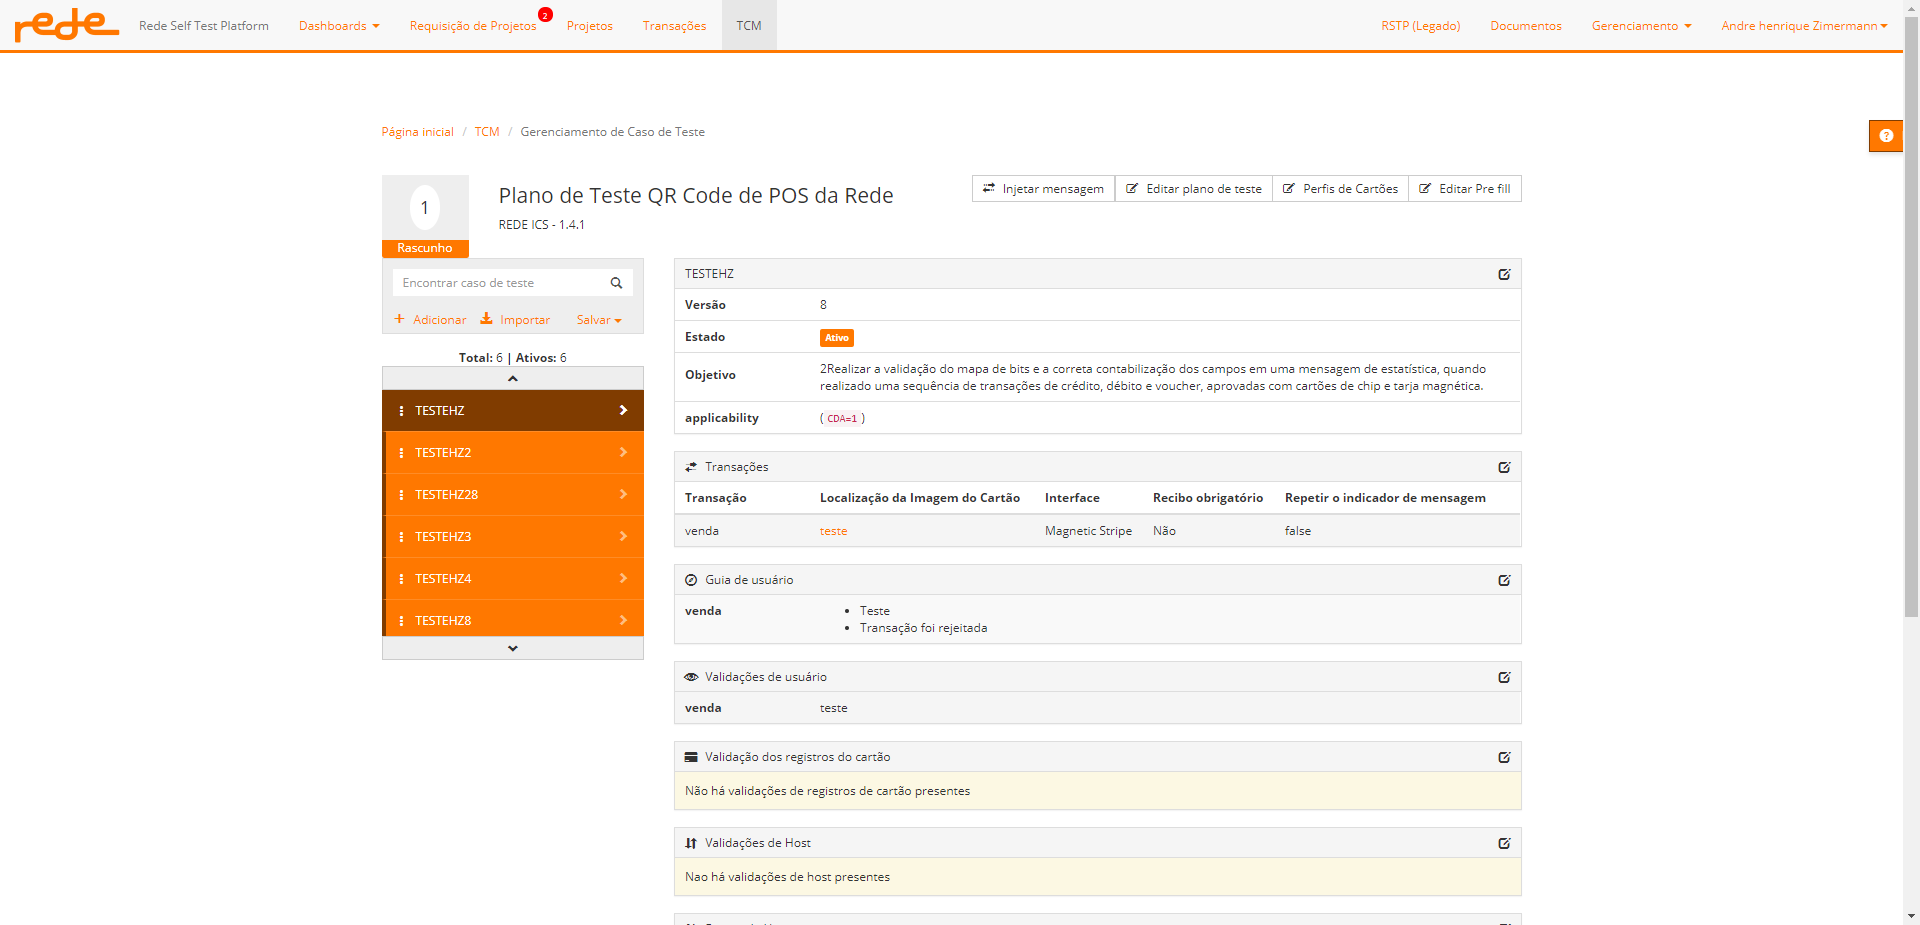 rede
Rede Self Test Platform
Dashboards
Requisição de Projetos
2
Projetos
Transações
TCM
RSTP (Legado)
Documentos
Gerenciamento
Andre henrique Zimermann
Página inicial / TCM / Gerenciamento de Caso de Teste
1
Rascunho
Plano de Teste QR Code de POS da Rede
REDE ICS - 1.4.1
Injetar mensagem
Editar plano de teste
Perfis de Cartões
Editar Pre fill
Encontrar caso de teste
+ Adicionar
Importar
Salvar
Total: 6 | Ativos: 6
TESTEHZ
TESTEHZ2
TESTEHZ28
TESTEHZ3
TESTEHZ4
TESTEHZ8
TESTEHZ
Versão 8
Estado Ativo
Objetivo 2Realizar a validação do mapa de bits e a correta contabilização dos campos em uma mensagem de estatística, quando
realizado uma sequência de transações de crédito, débito e voucher, aprovadas com cartões de chip e tarja magnética.
applicability ( CDA=1 )
Transações
Transação Localização da Imagem do Cartão Interface Recibo obrigatório Repetir o indicador de mensagem
venda teste Magnetic Stripe Não false
Guia de usuário
venda • Teste
• Transação foi rejeitada
Validações de usuário
venda teste
Validação dos registros do cartão
Não há validações de registros de cartão presentes
Validações de Host
Nao há validações de host presentes